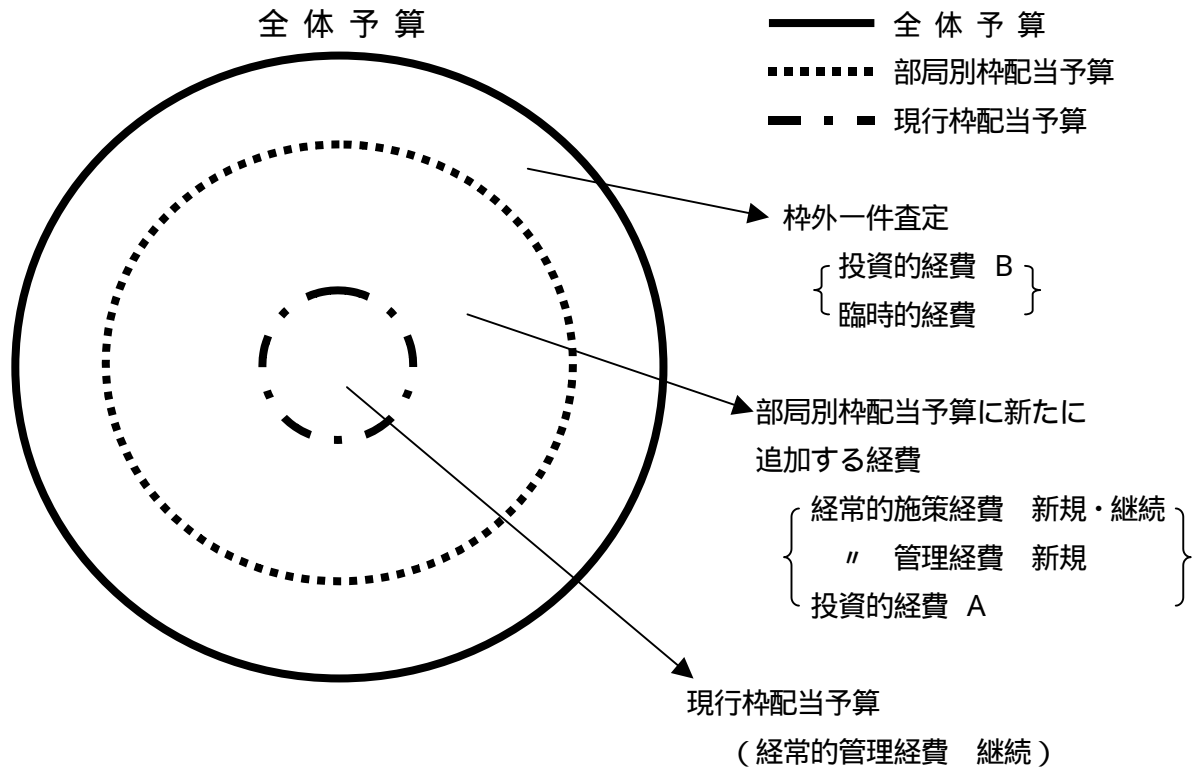 全 体 予 算
全 体 予 算
部局別枠配当予算
現行枠配当予算
枠外一件査定
投資的経費 B
臨時的経費
部局別枠配当予算に新たに
追加する経費
経常的施策経費 新規・継続
〃 管理経費 新規
投資的経費 A
現行枠配当予算
(経常的管理経費 継続)